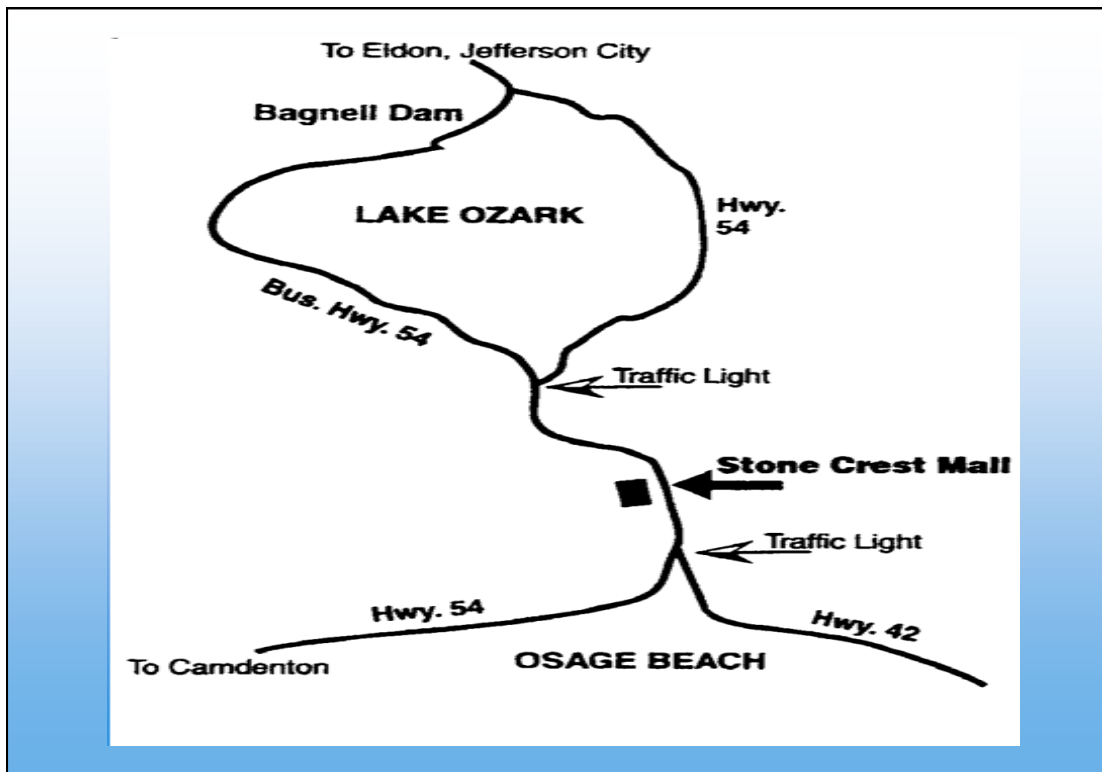 To Eldon, Jefferson City
Bagnell Dam
LAKE OZARK
Hwy.
54
Bus. Hwy. 54
Traffic Light
Stone Crest Mall
Traffic Light
Hwy. 54
Hwy. 42
To Camdenton
OSAGE BEACH